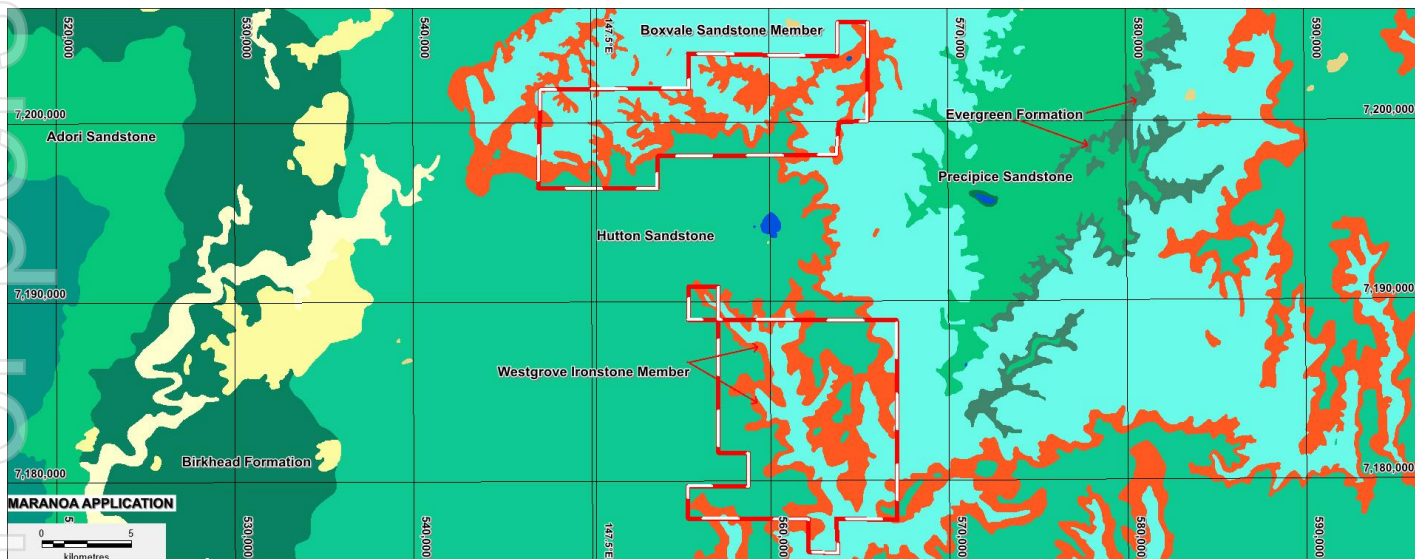 520,000
530,000
540,000
147.5°E
Boxvale Sandstone Member
570,000
580,000
590,000
Evergreen Formation
7,200,000
7,200,000
Adori Sandstone
Precipice Sandstone
Hutton Sandstone
7,190,000
7,190,000
Westgrove Ironstone Member
Birkhead Formation
7,180,000
7,180,000
MARANOA APPLICATION
0 5
kilometres
530,000
540,000
147.5°E
560,000
570,000
580,000
590,000